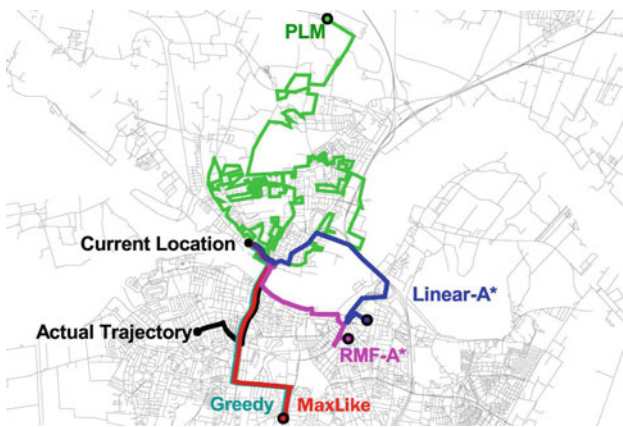 PLM
Current Location
Linear-A*
Actual Trajectory
RMF-A*
Greedy MaxLike